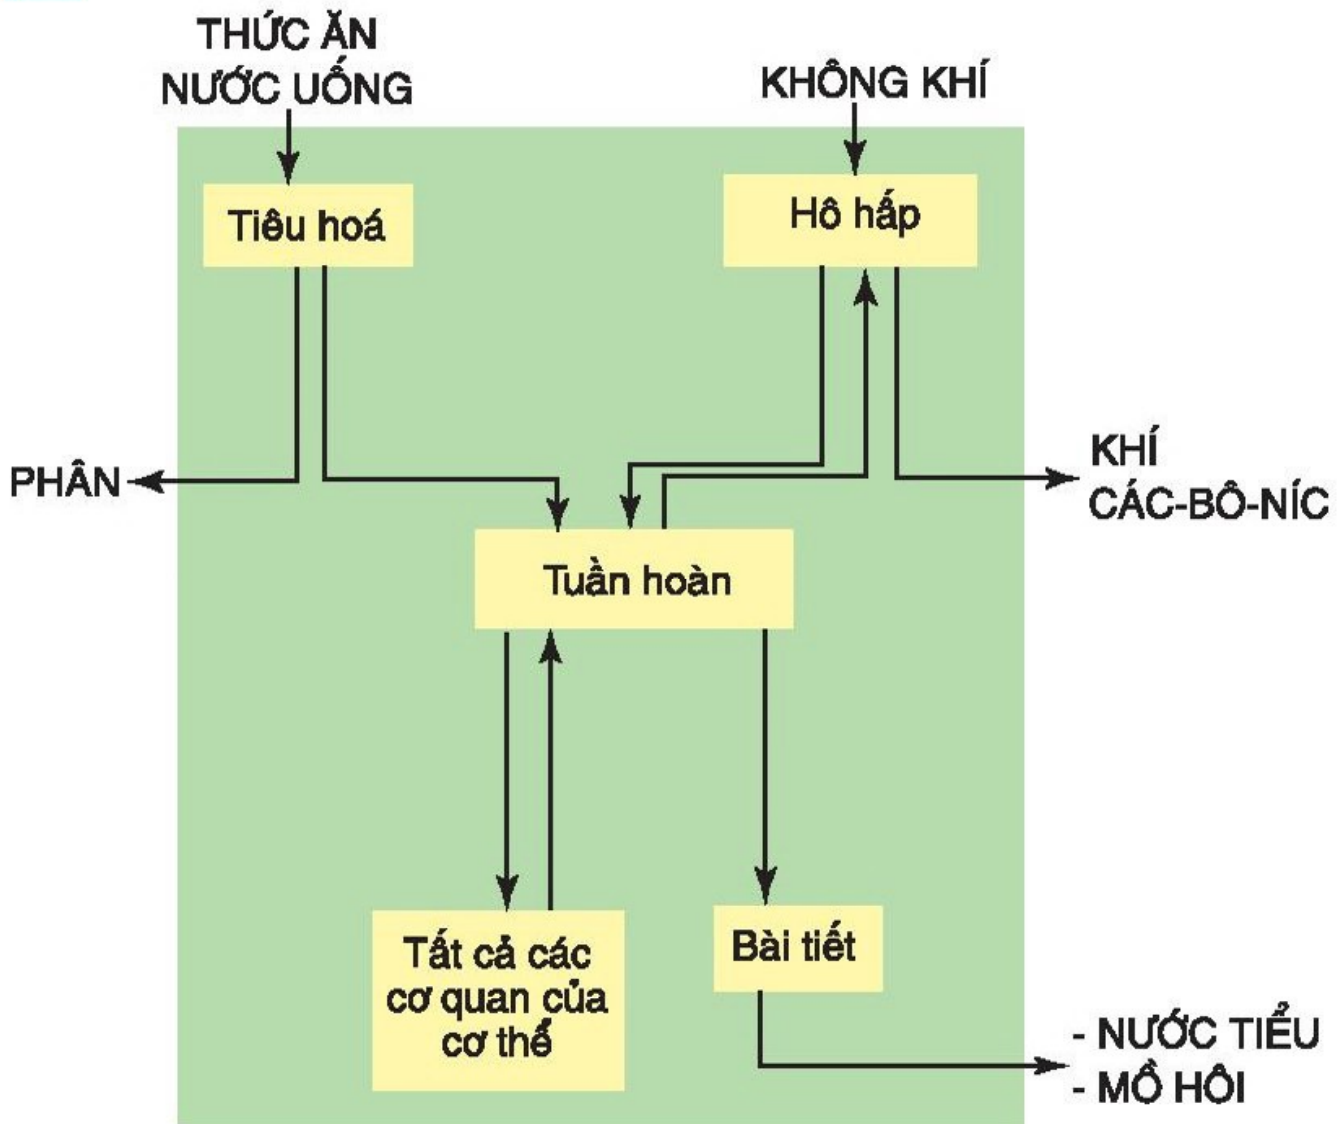 THỨC ĂN
NƯỚC UỐNG
KHÔNG KHÍ
Tiêu hoá
Hô hấp
PHÂN
KHÍ
CÁC-BÔ-NÍC
Tuần hoàn
Tất cả các
cơ quan của
cơ thể
Bài tiết
- NƯỚC TIỂU
- MỒ HÔI